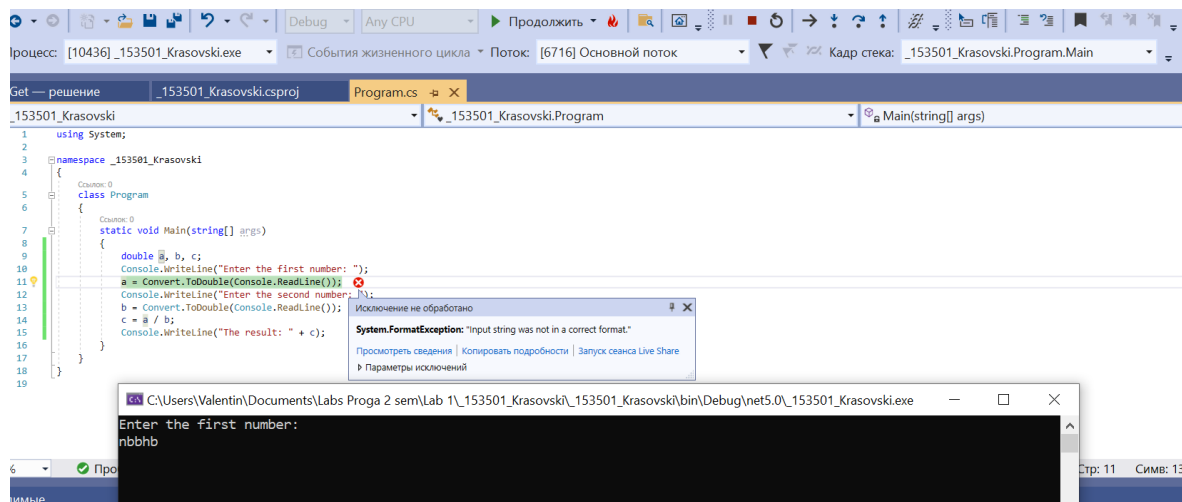 Debug Any CPU Продолжить
Процесс: [10436] _153501_Krasovski.exe События жизненного цикла Поток: [6716] Основной поток Кадр стека: _153501_Krasovski.Program.Main
Get — решение _153501_Krasovski.csproj Program.cs
_153501_Krasovski _153501_Krasovski.Program Main(string[] args)
1 using System;
2
3 namespace _153501_Krasovski
4 {
Ссылок: 0
5 class Program
6 {
Ссылок: 0
7 static void Main(string[] args)
8 {
9 double a, b, c;
10 Console.WriteLine("Enter the first number: ");
11 a = Convert.ToDouble(Console.ReadLine());
12 Console.WriteLine("Enter the second number: ");
13 b = Convert.ToDouble(Console.ReadLine());
14 c = a / b;
15 Console.WriteLine("The result: " + c);
16 }
17 }
18 }
19
Исключение не обработано
System.FormatException: "Input string was not in a correct format."
Просмотреть сведения | Копировать подробности | Запуск сеанса Live Share
Параметры исключений
C:\Users\Valentin\Documents\Labs Proga 2 sem\Lab 1\_153501_Krasovski\_153501_Krasovski\bin\Debug\net5.0\_153501_Krasovski.exe
Enter the first number:
nbbhb
% Стр: 11 Симв: 13